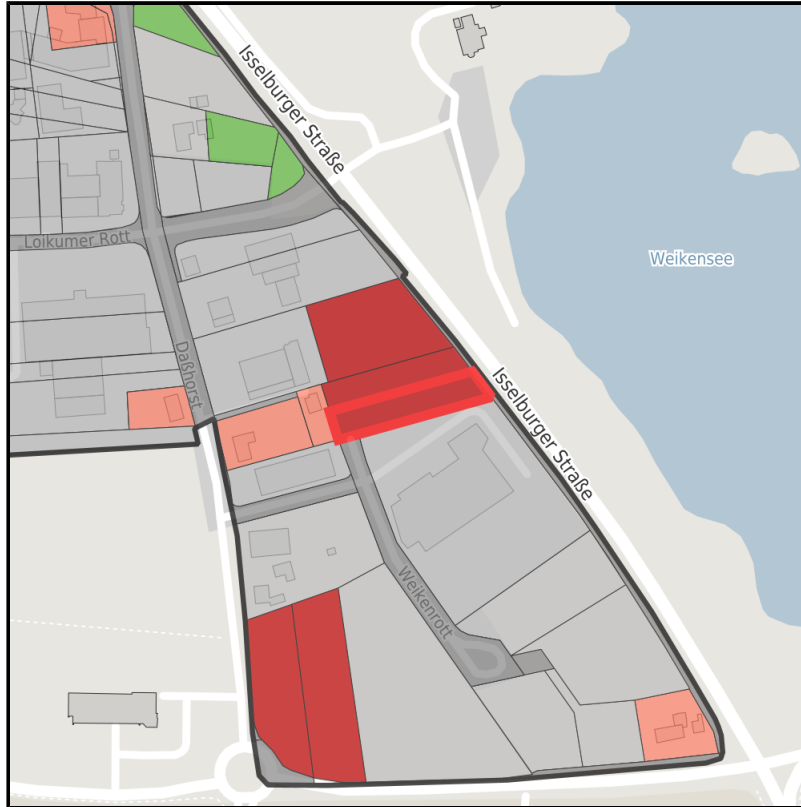 Isselburger Straße
Loikumer Rott
Weikensee
Daßhorst
Isselburger Straße
Weikenrott